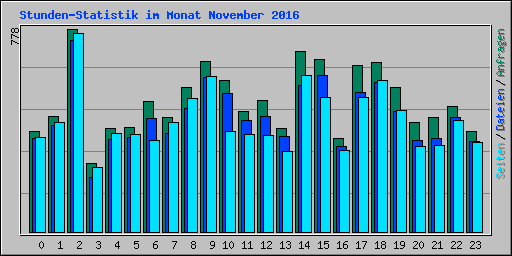 Stunden-Statistik im Monat November 2016
778
Seiten / Dateien / Anfragen
0 1 2 3 4 5 6 7 8 9 10 11 12 13 14 15 16 17 18 19 20 21 22 23